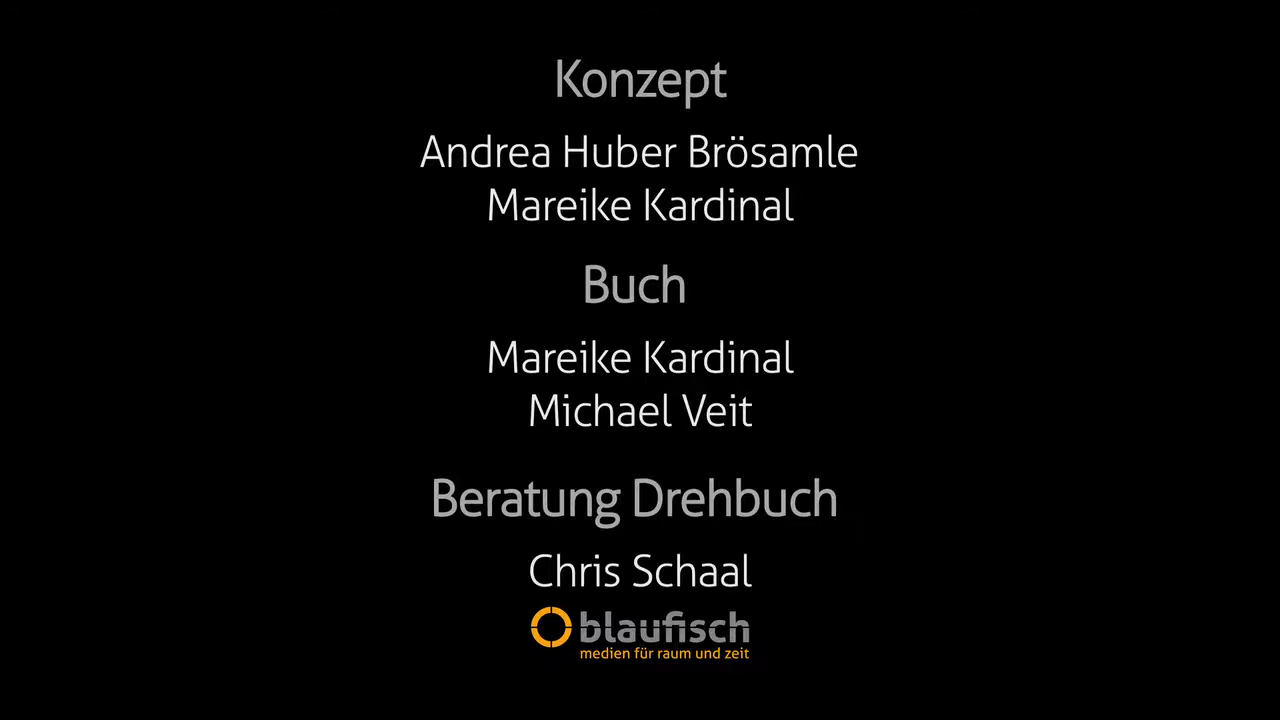 Konzept
Andrea Huber Brösamle
Mareike Kardinal
Buch
Mareike Kardinal
Michael Veit
Beratung Drehbuch
Chris Schaal
blaufisch
medien für raum und zeit